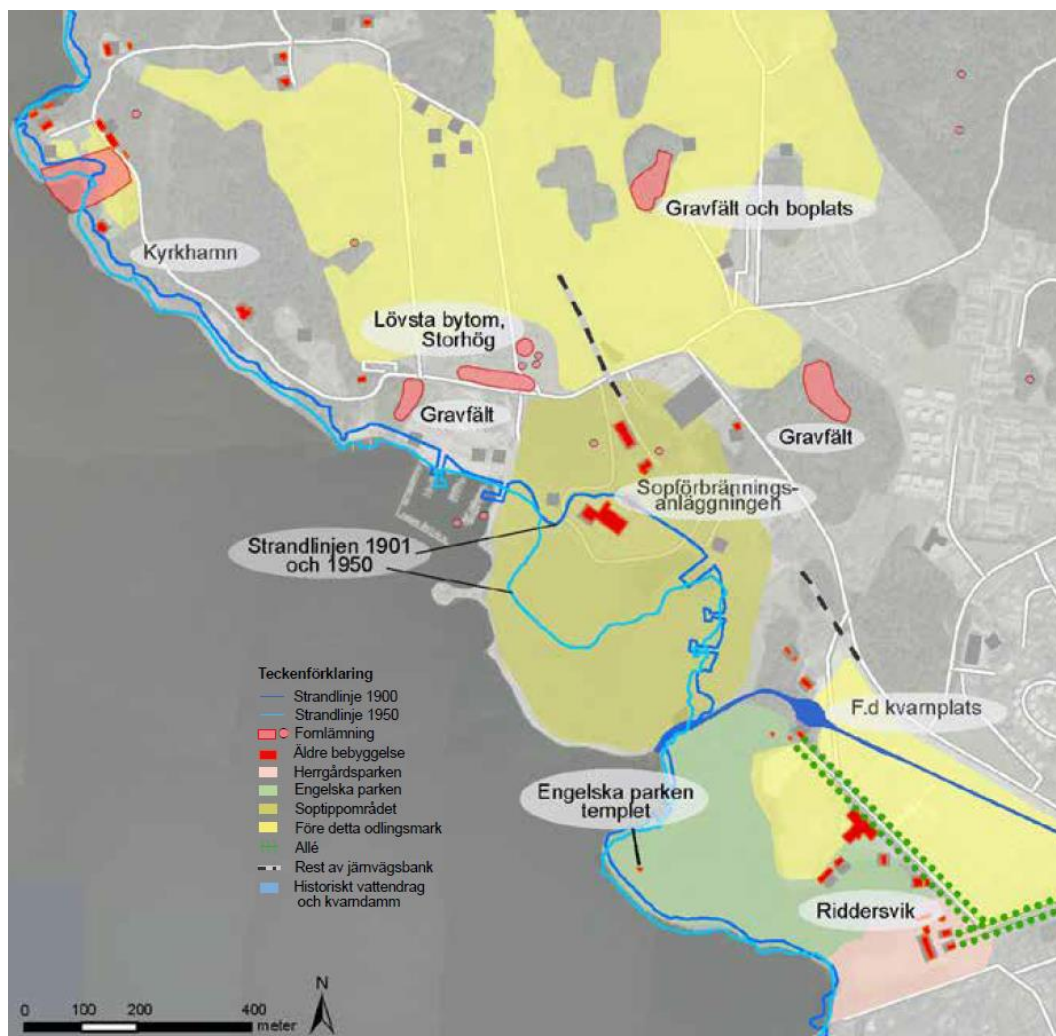 Gravfält och boplats
Kyrkhamn
Lövsta bytom,
Storhög
Gravfält
Gravfält
Sopförbrännings-
anläggningen
Strandlinjen 1901
och 1950
F.d kvarnplats
Engelska parken
templet
Riddersvik
Teckenförklaring
Strandlinje 1900
Strandlinje 1950
Fornlämning
Äldre bebyggelse
Herrgårdsparken
Engelska parken
Soptippområdet
Före detta odlingsmark
Allé
Rest av järnvägsbank
Historiskt vattendrag
och kvarndamm
N
0 100 200 400
meter